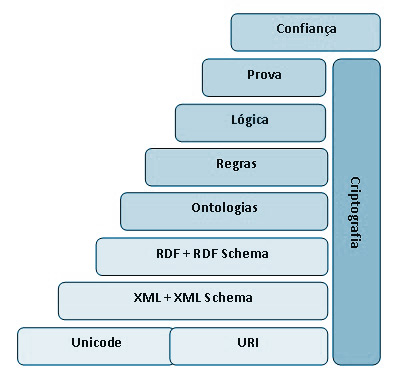 Confiança
Prova
Lógica
Regras
Ontologias
RDF + RDF Schema
XML + XML Schema
Unicode
URI
Criptografia